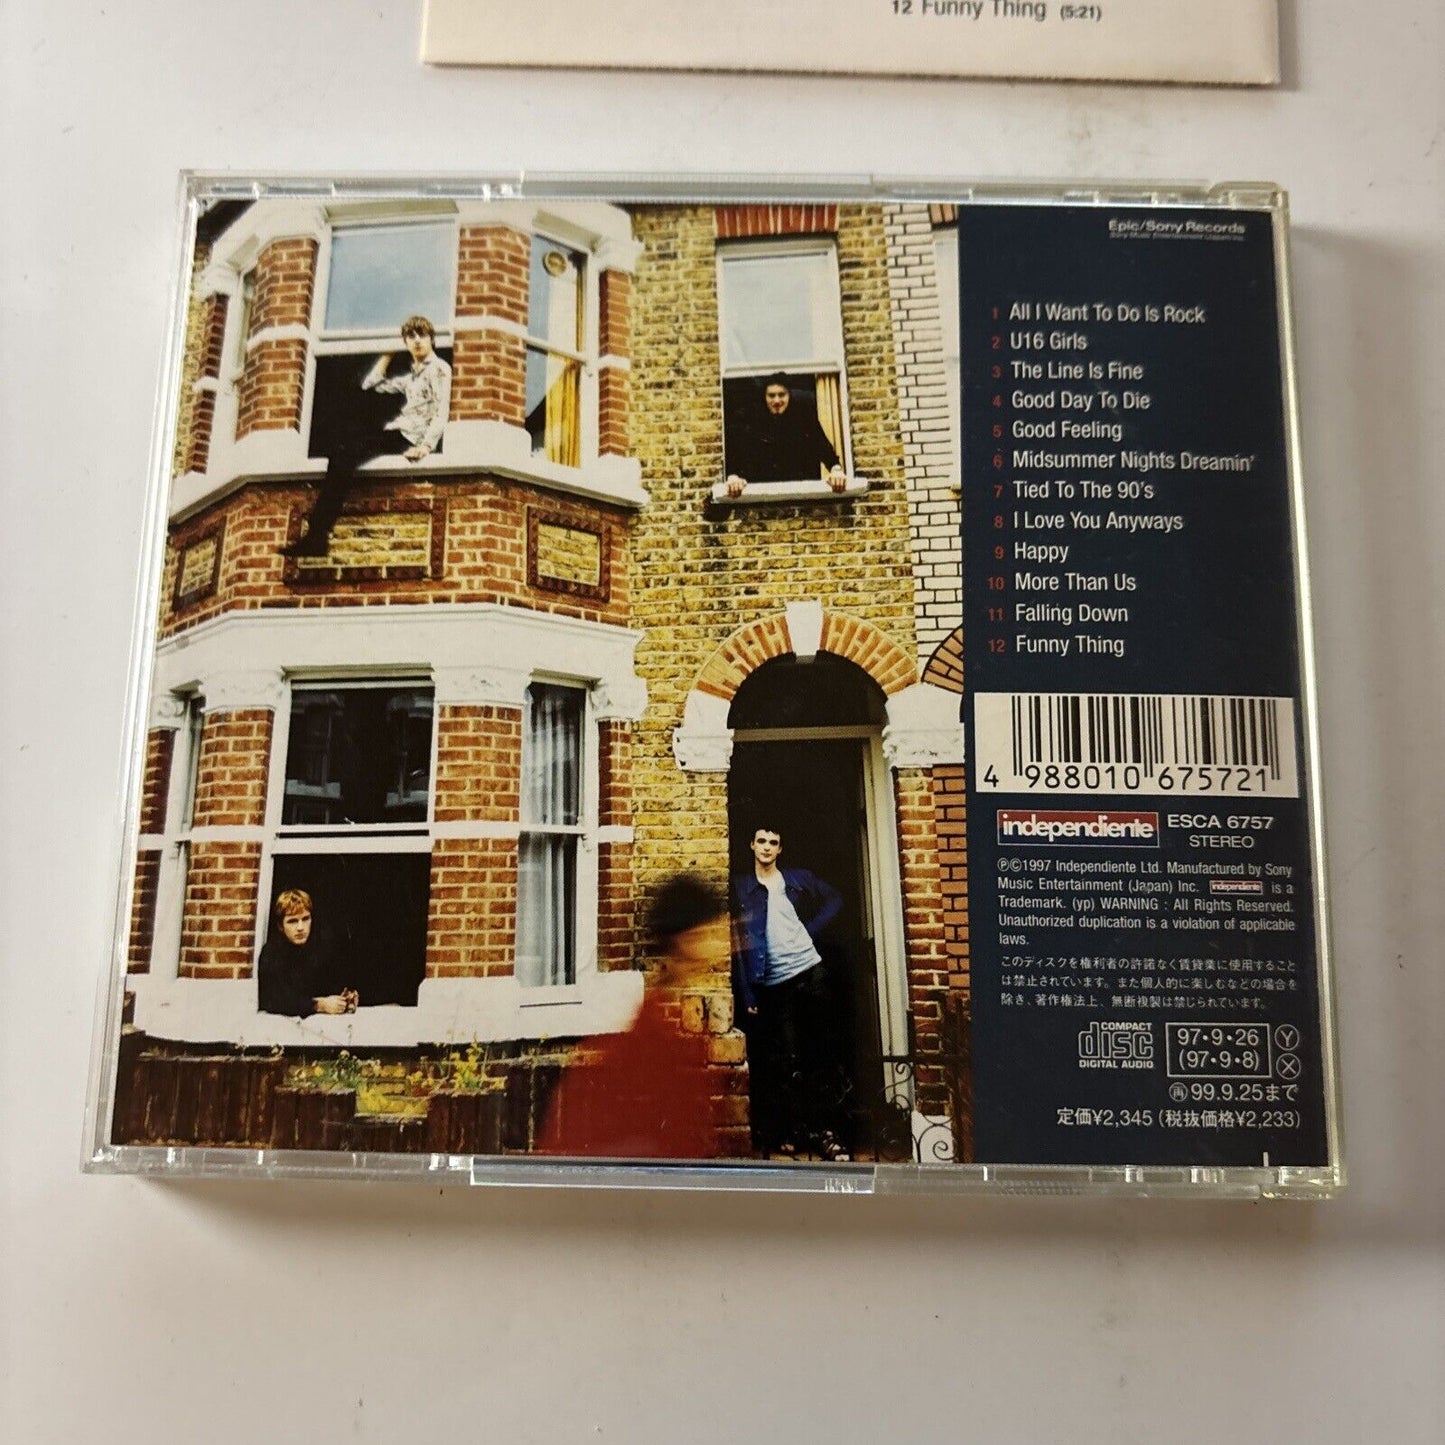 12 Funny Thing (5:21)
Epic/Sony Records
Sony Music Entertainment (Japan) Inc.
1 All I Want To Do Is Rock
2 U16 Girls
3 The Line Is Fine
4 Good Day To Die
5 Good Feeling
6 Midsummer Nights Dreamin'
7 Tied To The 90's
8 I Love You Anyways
9 Happy
10 More Than Us
11 Falling Down
12 Funny Thing
4 988010 675721
independiente ESCA 6757
STEREO
℗©1997 Independiente Ltd. Manufactured by Sony
Music Entertainment (Japan) Inc. independiente is a
Trademark. (yp) WARNING : All Rights Reserved.
Unauthorized duplication is a violation of applicable
laws.
このディスクを権利者の許諾なく賃貸業に使用すること
は禁止されています。また個人的に楽しむなどの場合を
除き、著作権法上、無断複製は禁じられています。
COMPACT
disc
DIGITAL AUDIO
97・9・26 Ⓨ
(97・9・8) Ⓧ
㊢99.9.25まで
定価¥2,345 (税抜価格¥2,233)